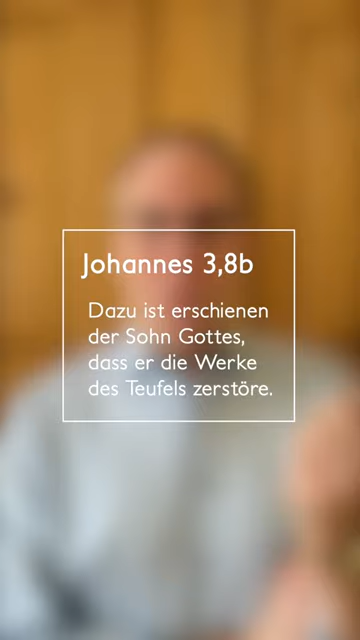 Johannes 3,8b
Dazu ist erschienen
der Sohn Gottes,
dass er die Werke
des Teufels zerstöre.